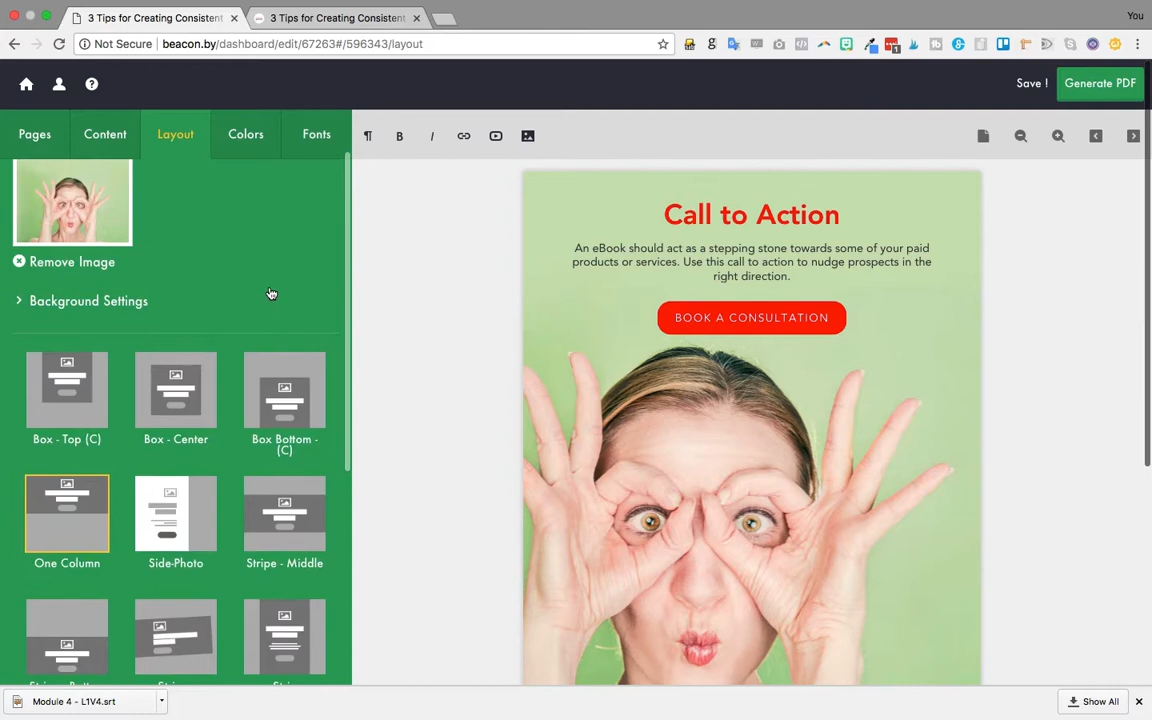 3 Tips for Creating Consistent
3 Tips for Creating Consistent
You
Not Secure
beacon.by/dashboard/edit/67263#/596343/layout
Save !
Generate PDF
Pages
Content
Layout
Colors
Fonts
Remove Image
Background Settings
Box - Top (C)
Box - Center
Box Bottom -
(C)
One Column
Side-Photo
Stripe - Middle
Call to Action
An eBook should act as a stepping stone towards some of your paid
products or services. Use this call to action to nudge prospects in the
right direction.
BOOK A CONSULTATION
Module 4 - L1V4.srt
Show All